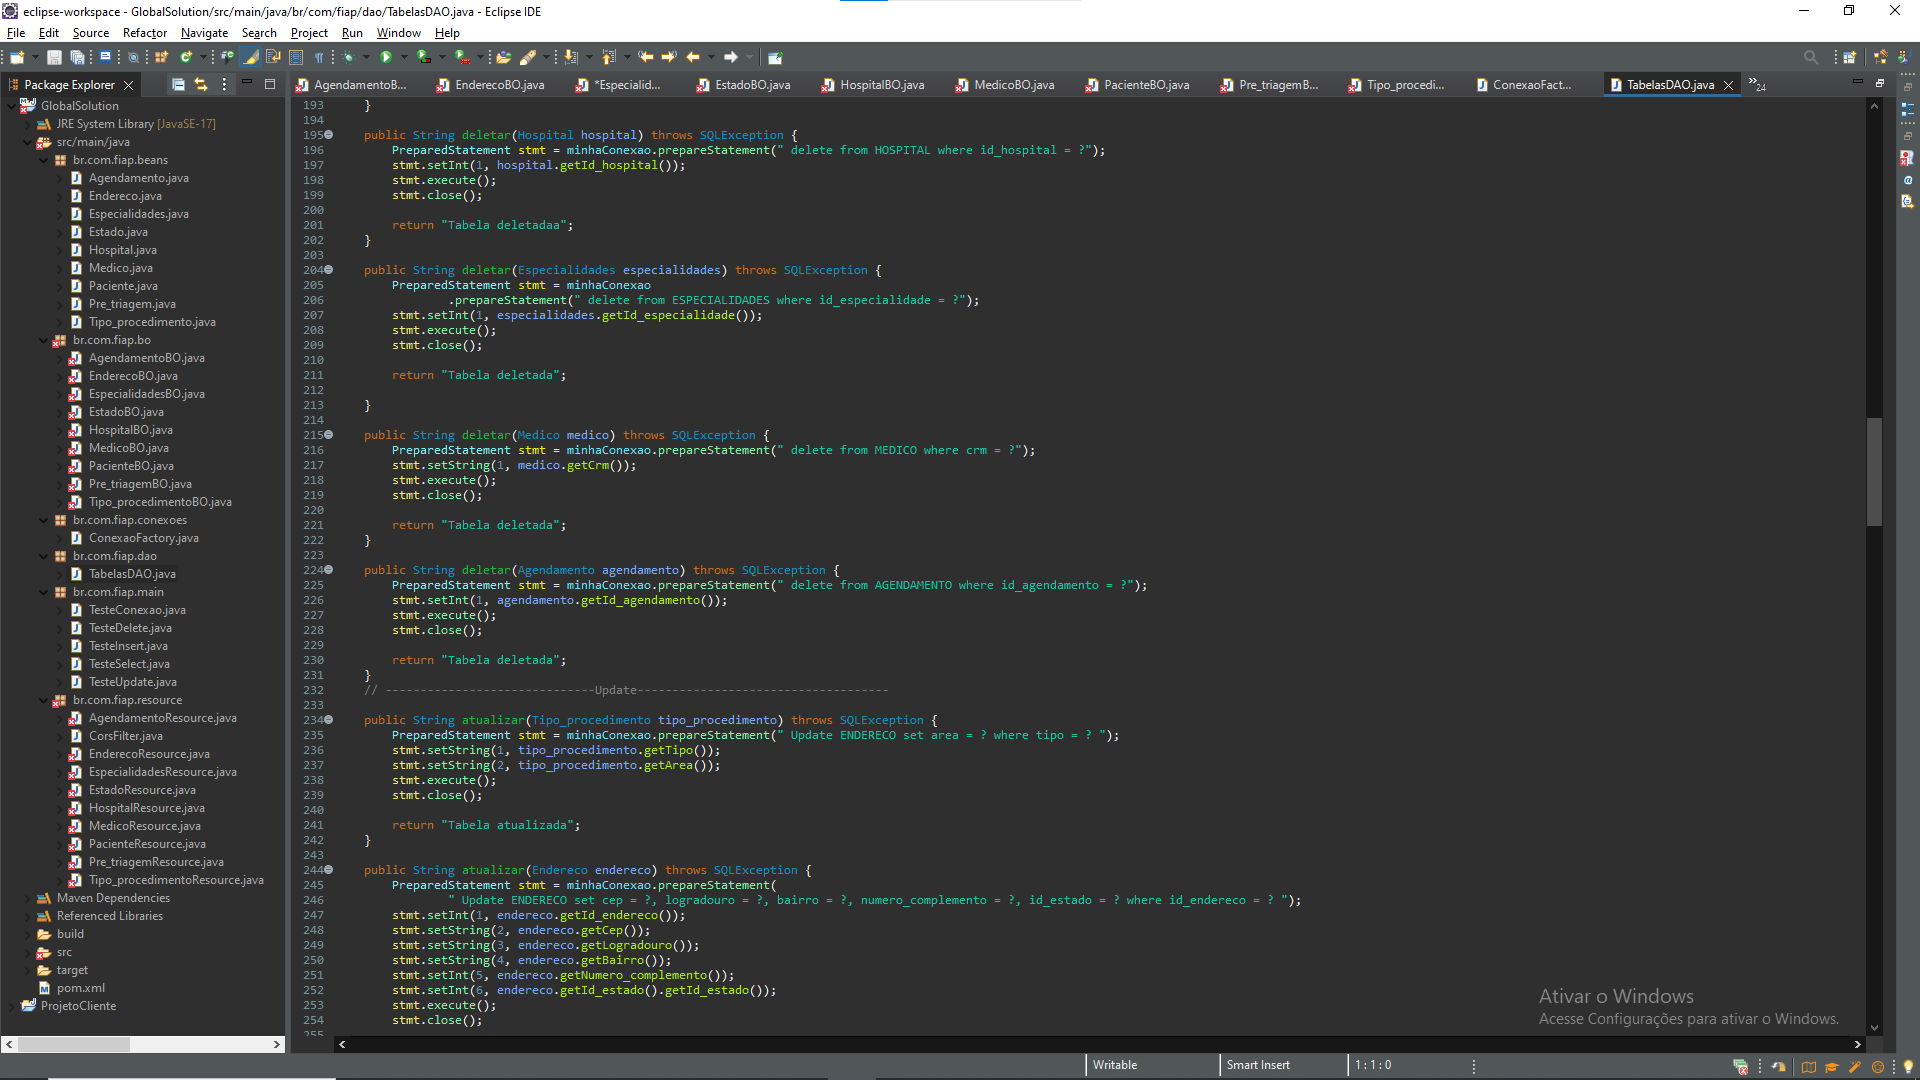 eclipse-workspace - GlobalSolution/src/main/java/br/com/fiap/dao/TabelasDAO.java - Eclipse IDE
File Edit Source Refactor Navigate Search Project Run Window Help
Package Explorer
GlobalSolution
JRE System Library [JavaSE-17]
src/main/java
br.com.fiap.beans
Agendamento.java
Endereco.java
Especialidades.java
Estado.java
Hospital.java
Medico.java
Paciente.java
Pre_triagem.java
Tipo_procedimento.java
br.com.fiap.bo
AgendamentoBO.java
EnderecoBO.java
EspecialidadesBO.java
EstadoBO.java
HospitalBO.java
MedicoBO.java
PacienteBO.java
Pre_triagemBO.java
Tipo_procedimentoBO.java
br.com.fiap.conexoes
ConexaoFactory.java
br.com.fiap.dao
TabelasDAO.java
br.com.fiap.main
TesteConexao.java
TesteDelete.java
TesteInsert.java
TesteSelect.java
TesteUpdate.java
br.com.fiap.resource
AgendamentoResource.java
CorsFilter.java
EnderecoResource.java
EspecialidadesResource.java
EstadoResource.java
HospitalResource.java
MedicoResource.java
PacienteResource.java
Pre_triagemResource.java
Tipo_procedimentoResource.java
Maven Dependencies
Referenced Libraries
build
src
target
pom.xml
ProjetoCliente
AgendamentoB... EnderecoBO.java *Especialid... EstadoBO.java HospitalBO.java MedicoBO.java PacienteBO.java Pre_triagemB... Tipo_procedi... ConexaoFact... TabelasDAO.java 24
193 }
194
195 public String deletar(Hospital hospital) throws SQLException {
196 PreparedStatement stmt = minhaConexao.prepareStatement(" delete from HOSPITAL where id_hospital = ?");
197 stmt.setInt(1, hospital.getId_hospital());
198 stmt.execute();
199 stmt.close();
200
201 return "Tabela deletadaa";
202 }
203
204 public String deletar(Especialidades especialidades) throws SQLException {
205 PreparedStatement stmt = minhaConexao
206 .prepareStatement(" delete from ESPECIALIDADES where id_especialidade = ?");
207 stmt.setInt(1, especialidades.getId_especialidade());
208 stmt.execute();
209 stmt.close();
210
211 return "Tabela deletada";
212
213 }
214
215 public String deletar(Medico medico) throws SQLException {
216 PreparedStatement stmt = minhaConexao.prepareStatement(" delete from MEDICO where crm = ?");
217 stmt.setString(1, medico.getCrm());
218 stmt.execute();
219 stmt.close();
220
221 return "Tabela deletada";
222 }
223
224 public String deletar(Agendamento agendamento) throws SQLException {
225 PreparedStatement stmt = minhaConexao.prepareStatement(" delete from AGENDAMENTO where id_agendamento = ?");
226 stmt.setInt(1, agendamento.getId_agendamento());
227 stmt.execute();
228 stmt.close();
229
230 return "Tabela deletada";
231 }
232 // ------------------------------Update------------------------------------
233
234 public String atualizar(Tipo_procedimento tipo_procedimento) throws SQLException {
235 PreparedStatement stmt = minhaConexao.prepareStatement(" Update ENDERECO set area = ? where tipo = ? ");
236 stmt.setString(1, tipo_procedimento.getTipo());
237 stmt.setString(2, tipo_procedimento.getArea());
238 stmt.execute();
239 stmt.close();
240
241 return "Tabela atualizada";
242 }
243
244 public String atualizar(Endereco endereco) throws SQLException {
245 PreparedStatement stmt = minhaConexao.prepareStatement(
246 " Update ENDERECO set cep = ?, logradouro = ?, bairro = ?, numero_complemento = ?, id_estado = ? where id_endereco = ? ");
247 stmt.setInt(1, endereco.getId_endereco());
248 stmt.setString(2, endereco.getCep());
249 stmt.setString(3, endereco.getLogradouro());
250 stmt.setString(4, endereco.getBairro());
251 stmt.setInt(5, endereco.getNumero_complemento());
252 stmt.setInt(6, endereco.getId_estado().getId_estado());
253 stmt.execute();
254 stmt.close();
255
Ativar o Windows
Acesse Configurações para ativar o Windows.
Writable Smart Insert 1 : 1 : 0